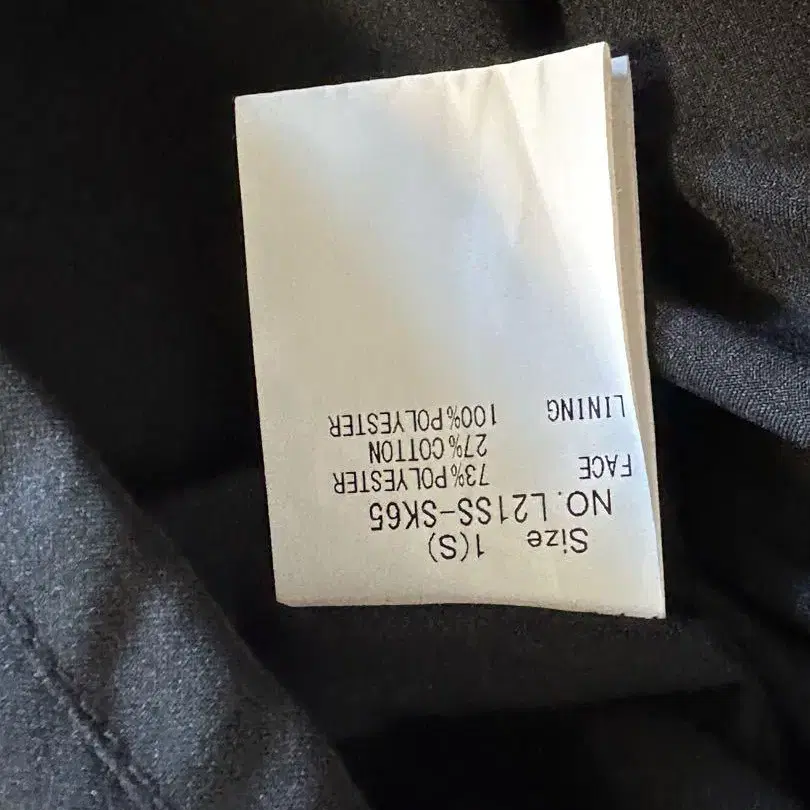 Size 1(S)
NO.L21SS-SK65
FACE 73%POLYESTER
27%COTTON
LINING 100%POLYESTER